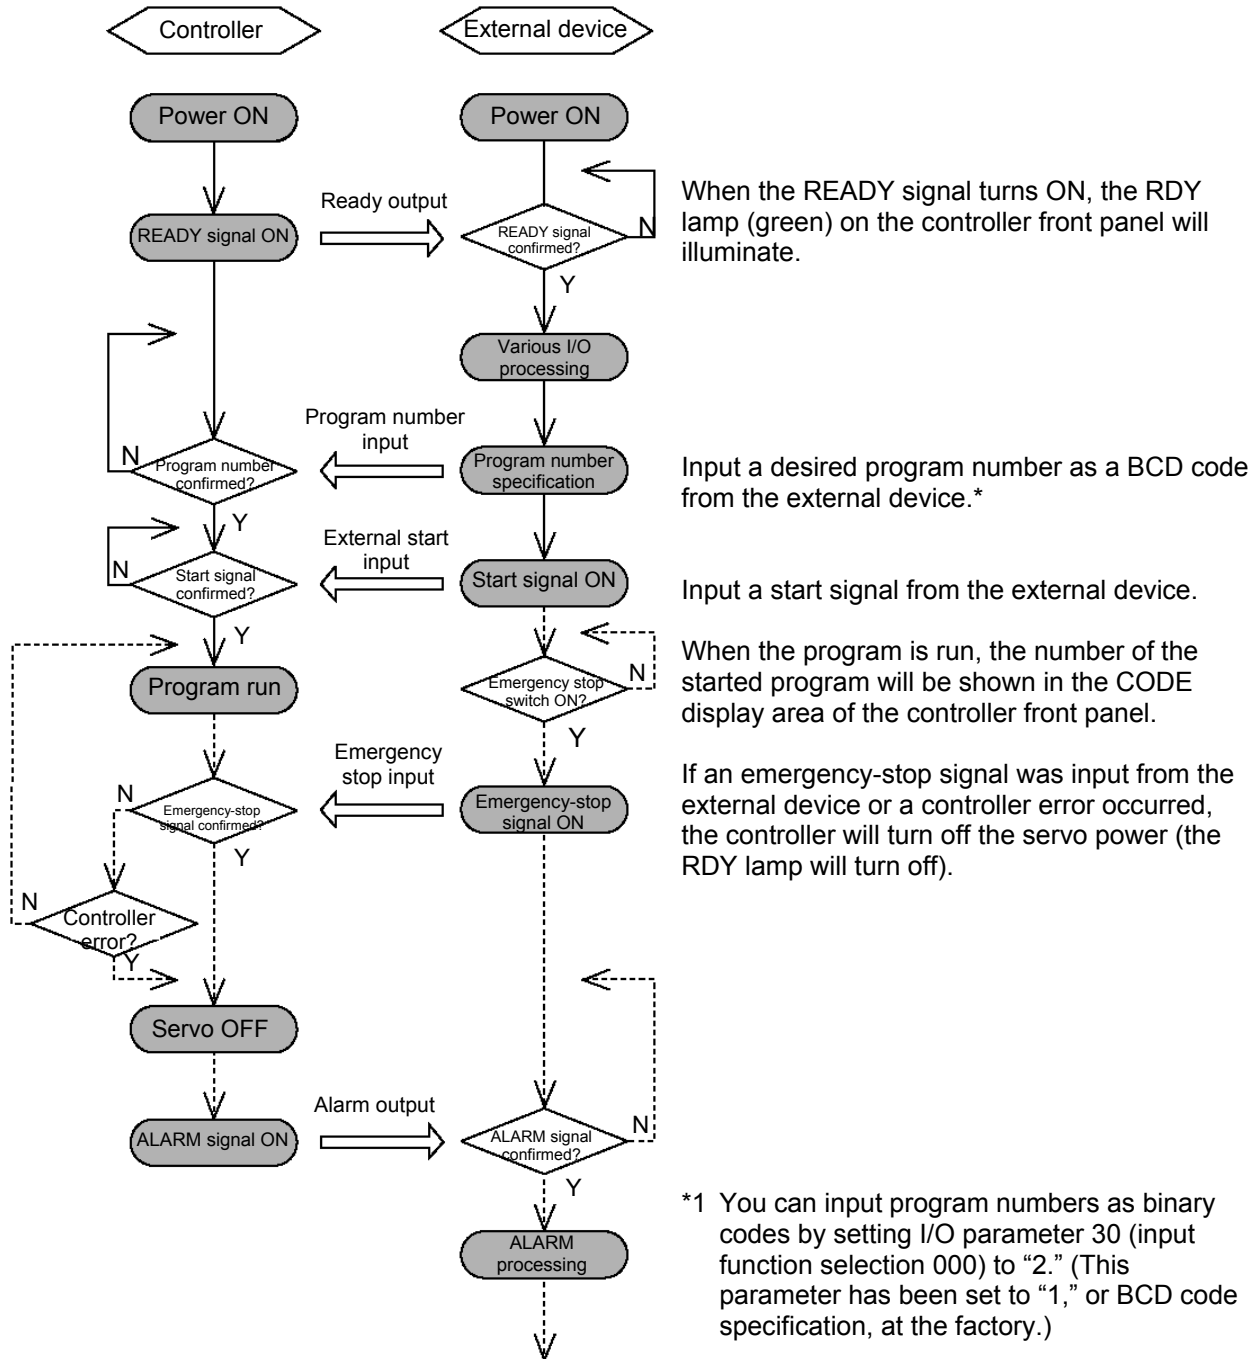 Controller
External device
Power ON
Power ON
Ready output
READY signal ON
READY signal
confirmed?
N
Y
When the READY signal turns ON, the RDY
lamp (green) on the controller front panel will
illuminate.
Various I/O
processing
Program number
input
N
Program number
confirmed?
Y
Program number
specification
Input a desired program number as a BCD code
from the external device.*
External start
input
N
Start signal
confirmed?
Y
Start signal ON
Input a start signal from the external device.
Program run
Emergency stop
switch ON?
N
Y
When the program is run, the number of the
started program will be shown in the CODE
display area of the controller front panel.
Emergency
stop input
N
Emergency-stop
signal confirmed?
Y
Emergency-stop
signal ON
If an emergency-stop signal was input from the
external device or a controller error occurred,
the controller will turn off the servo power (the
RDY lamp will turn off).
N
Controller
error?
Y
Servo OFF
Alarm output
ALARM signal ON
ALARM signal
confirmed?
N
Y
ALARM
processing
*1 You can input program numbers as binary
codes by setting I/O parameter 30 (input
function selection 000) to “2.” (This
parameter has been set to “1,” or BCD code
specification, at the factory.)